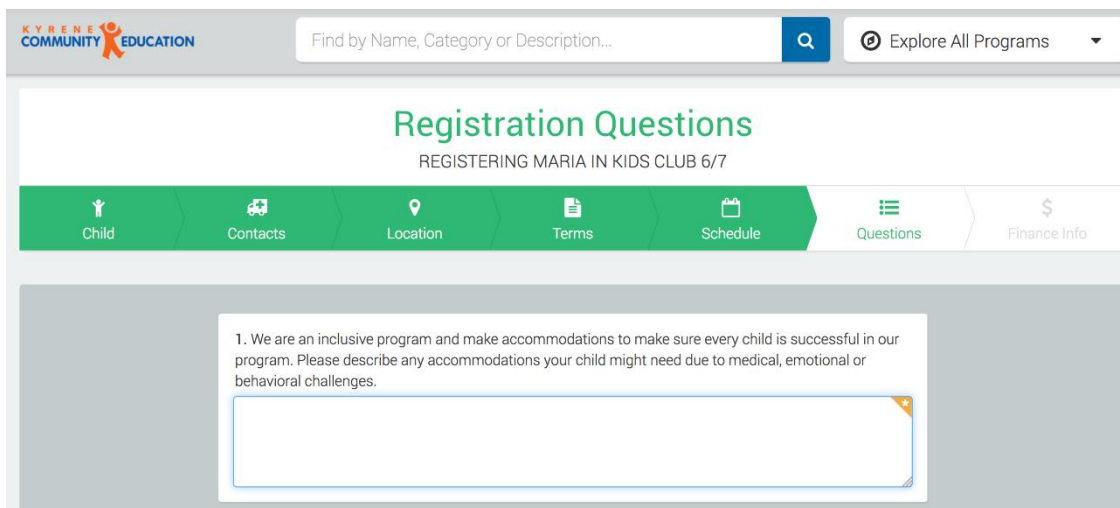 KYRENE
COMMUNITY EDUCATION
Find by Name, Category or Description...
Explore All Programs
Registration Questions
REGISTERING MARIA IN KIDS CLUB 6/7
Child
Contacts
Location
Terms
Schedule
Questions
Finance Info
1. We are an inclusive program and make accommodations to make sure every child is successful in our
program. Please describe any accommodations your child might need due to medical, emotional or
behavioral challenges.